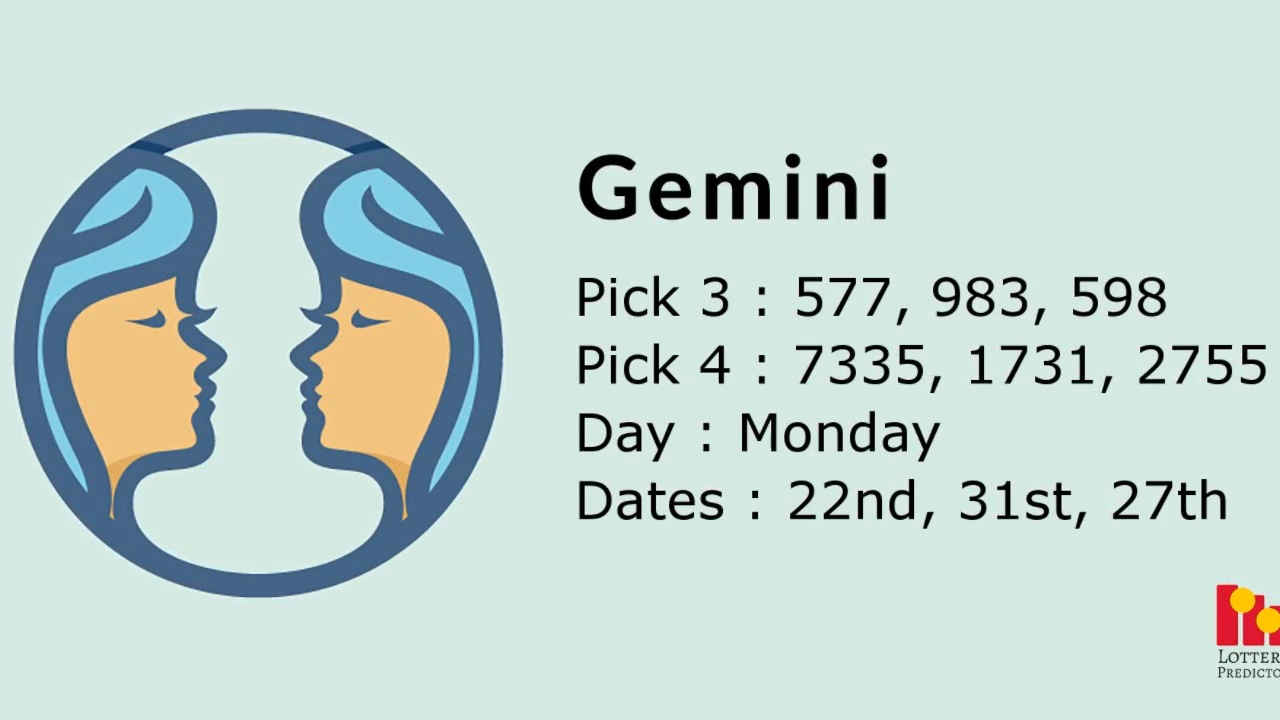 Gemini
Pick 3 : 577, 983, 598
Pick 4 : 7335, 1731, 2755
Day : Monday
Dates : 22nd, 31st, 27th